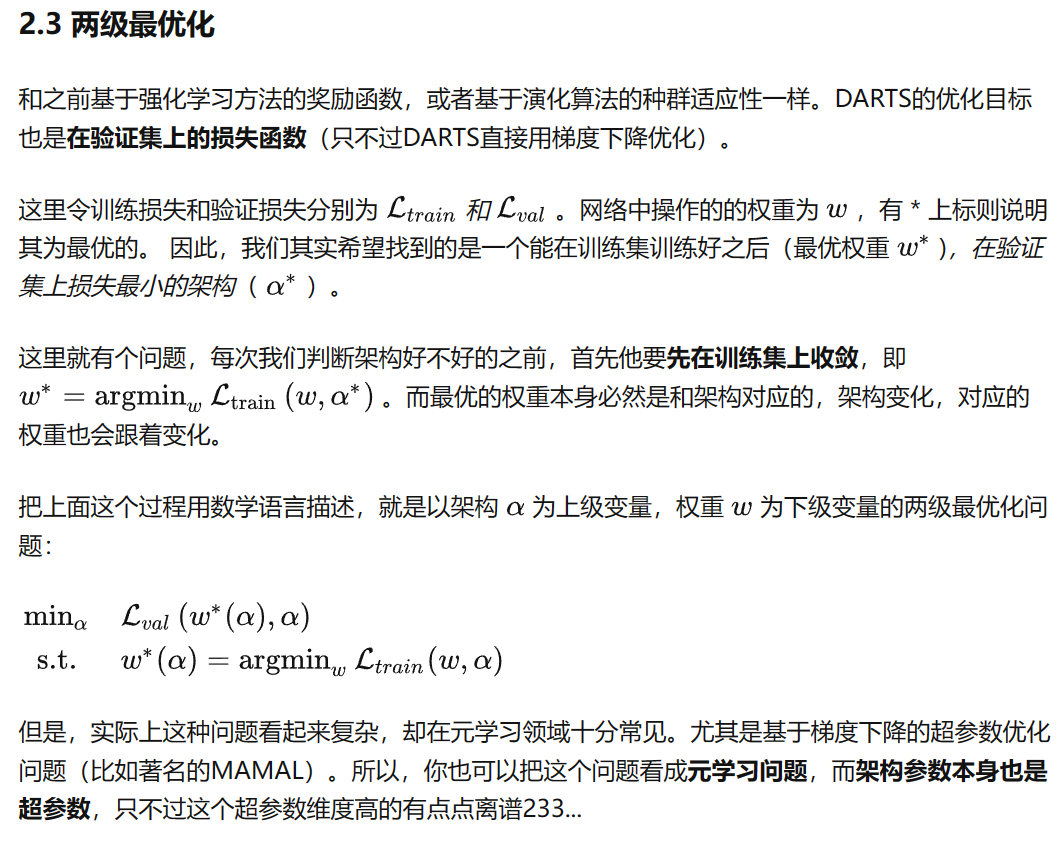 2.3 两级最优化
和之前基于强化学习方法的奖励函数，或者基于演化算法的种群适应性一样。DARTS的优化目标
也是在验证集上的损失函数（只不过DARTS直接用梯度下降优化）。
这里令训练损失和验证损失分别为 $\mathcal{L}_{train}$ 和 $\mathcal{L}_{val}$ 。网络中操作的的权重为 $w$ ，有 * 上标则说明
其为最优的。 因此，我们其实希望找到的是一个能在训练集训练好之后（最优权重 $w^*$ ），在验证
集上损失最小的架构（ $\alpha^*$ ）。
这里就有个问题，每次我们判断架构好不好的之前，首先他要先在训练集上收敛，即
$w^* = \operatorname{argmin}_w \mathcal{L}_{\text{train}}(w, \alpha^*)$ 。而最优的权重本身必然是和架构对应的，架构变化，对应的
权重也会跟着变化。
把上面这个过程用数学语言描述，就是以架构 $\alpha$ 为上级变量，权重 $w$ 为下级变量的两级最优化问
题：
$\min_\alpha \quad \mathcal{L}_{val}(w^*(\alpha), \alpha)$
$\text{s.t.} \quad w^*(\alpha) = \operatorname{argmin}_w \mathcal{L}_{train}(w, \alpha)$
但是，实际上这种问题看起来复杂，却在元学习领域十分常见。尤其是基于梯度下降的超参数优化
问题（比如著名的MAMAL）。所以，你也可以把这个问题看成元学习问题，而架构参数本身也是
超参数，只不过这个超参数维度高的有点点离谱233...